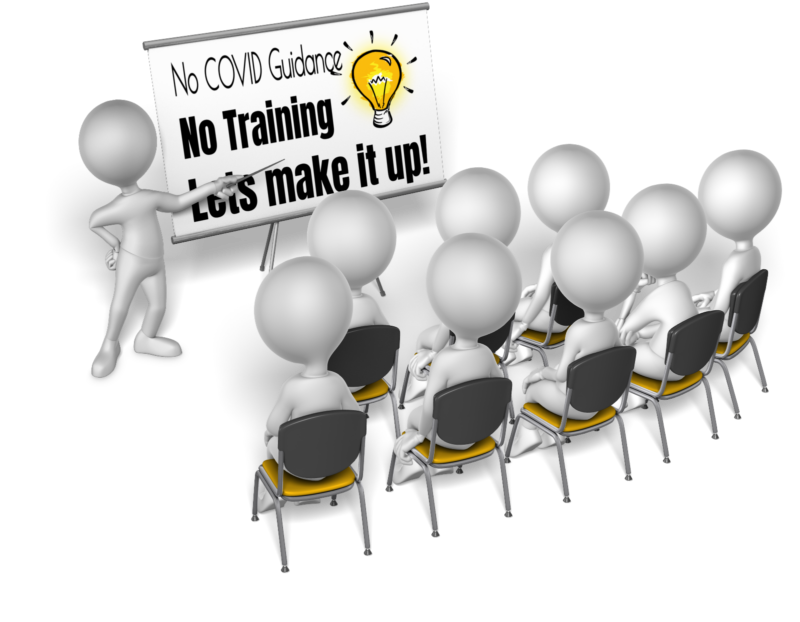 No COVID Guidance
No Training
Lets make it up!